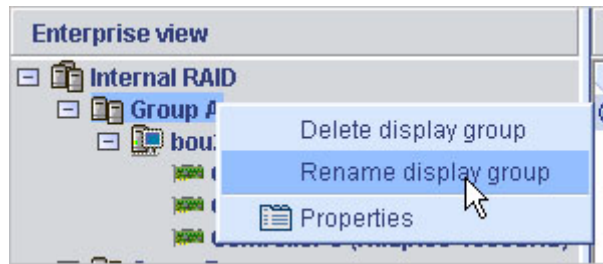 Enterprise view
Internal RAID
Group A
Delete display group
Rename display group
Properties